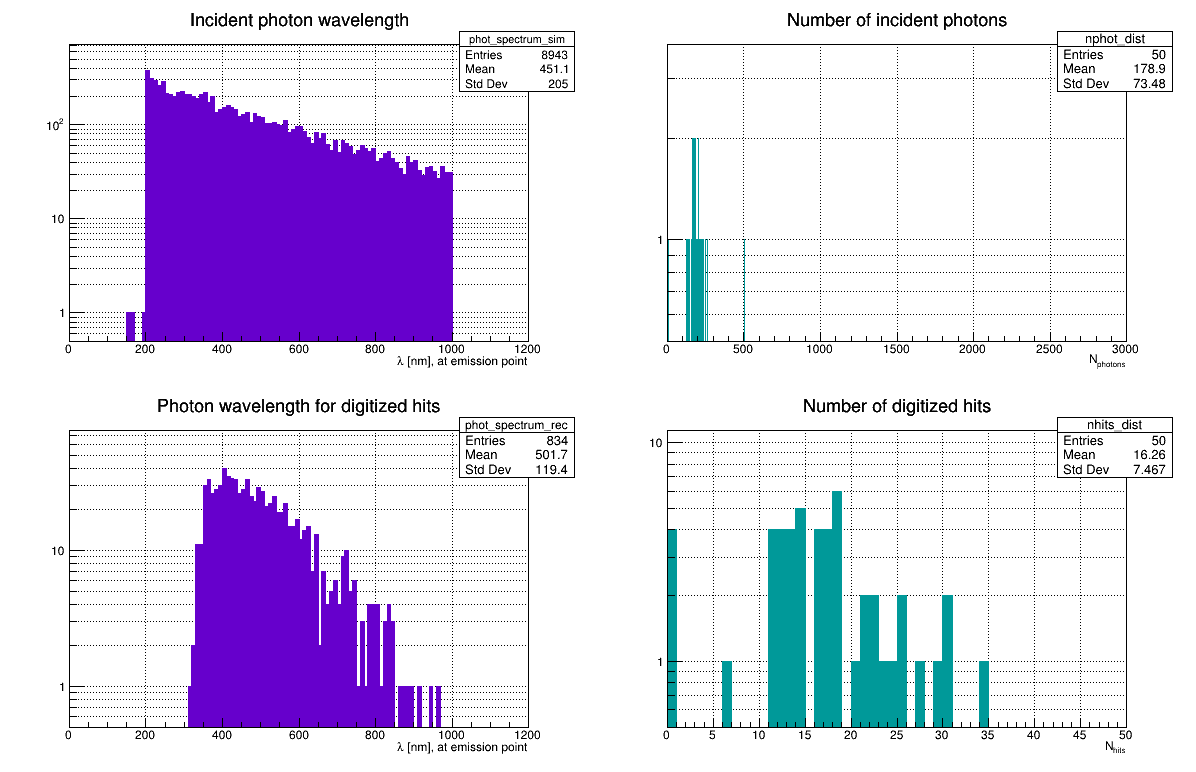 Incident photon wavelength
phot_spectrum_sim
Entries 8943
Mean 451.1
Std Dev 205
10²
10
1
0 200 400 600 800 1000 1200
λ [nm], at emission point
Number of incident photons
nphot_dist
Entries 50
Mean 178.9
Std Dev 73.48
1
0 500 1000 1500 2000 2500 3000
Nphotons
Photon wavelength for digitized hits
phot_spectrum_rec
Entries 834
Mean 501.7
Std Dev 119.4
10
1
0 200 400 600 800 1000 1200
λ [nm], at emission point
Number of digitized hits
nhits_dist
Entries 50
Mean 16.26
Std Dev 7.467
10
1
0 5 10 15 20 25 30 35 40 45 50
Nhits